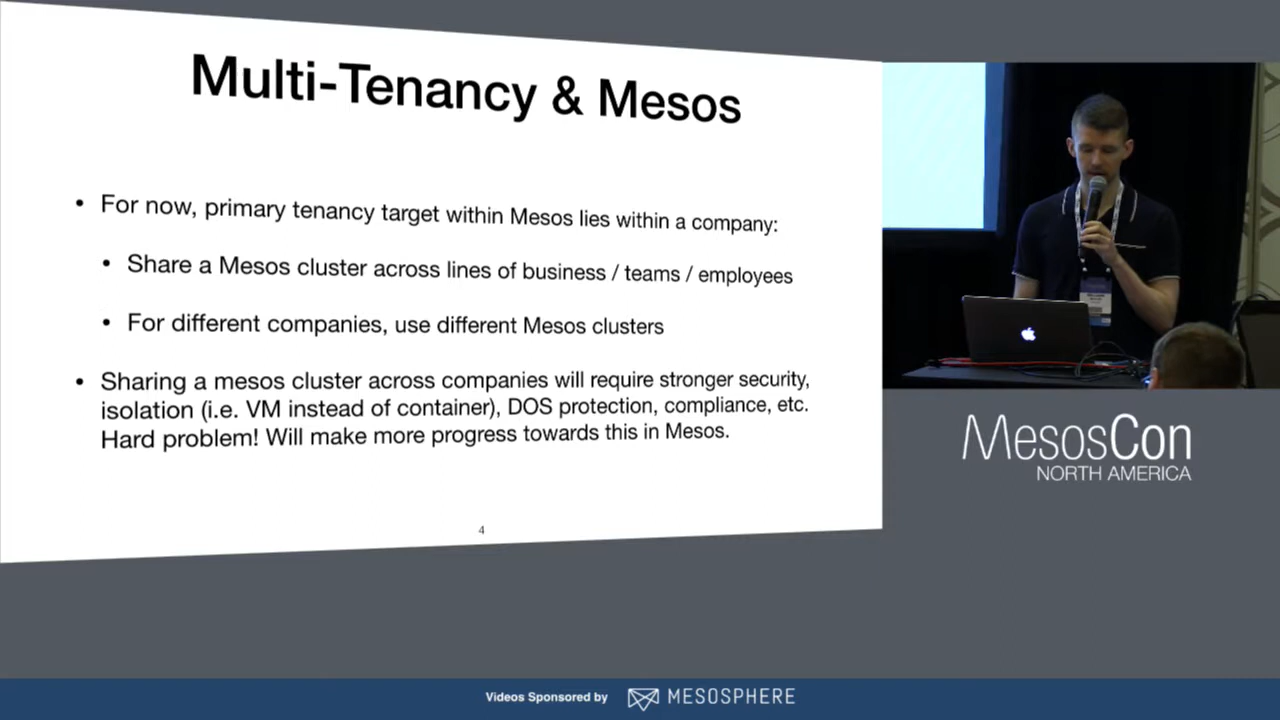 Multi-Tenancy & Mesos
• For now, primary tenancy target within Mesos lies within a company:
• Share a Mesos cluster across lines of business / teams / employees
• For different companies, use different Mesos clusters
• Sharing a mesos cluster across companies will require stronger security,
isolation (i.e. VM instead of container), DOS protection, compliance, etc.
Hard problem! Will make more progress towards this in Mesos.
4
MesosCon
NORTH AMERICA
Videos Sponsored by MESOSPHERE